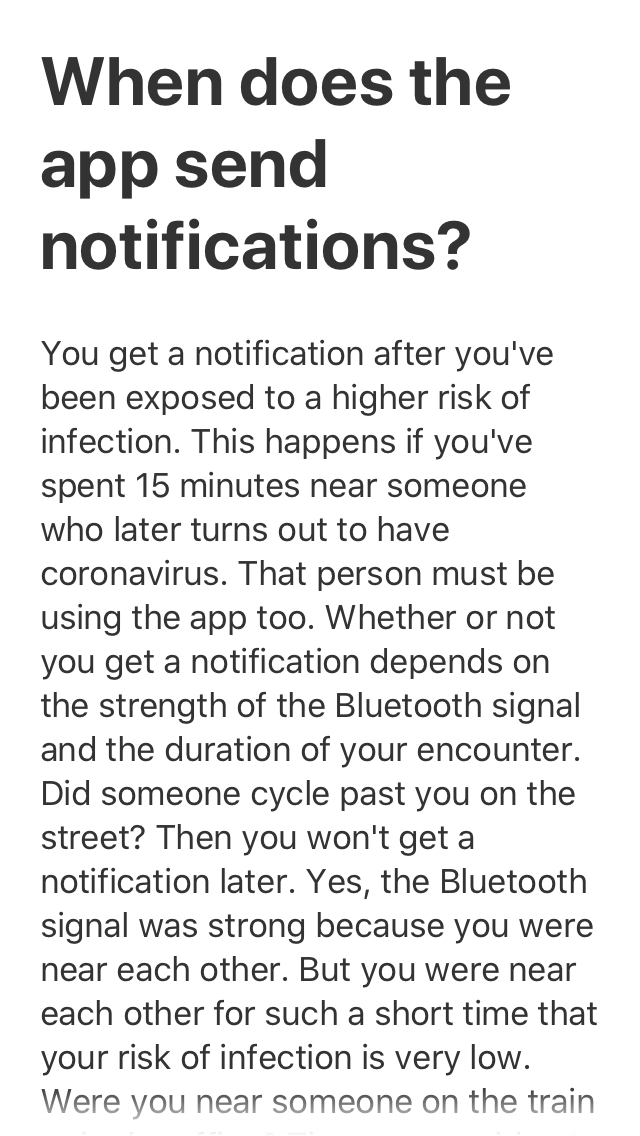 When does the
app send
notifications?
You get a notification after you've
been exposed to a higher risk of
infection. This happens if you've
spent 15 minutes near someone
who later turns out to have
coronavirus. That person must be
using the app too. Whether or not
you get a notification depends on
the strength of the Bluetooth signal
and the duration of your encounter.
Did someone cycle past you on the
street? Then you won't get a
notification later. Yes, the Bluetooth
signal was strong because you were
near each other. But you were near
each other for such a short time that
your risk of infection is very low.
Were you near someone on the train